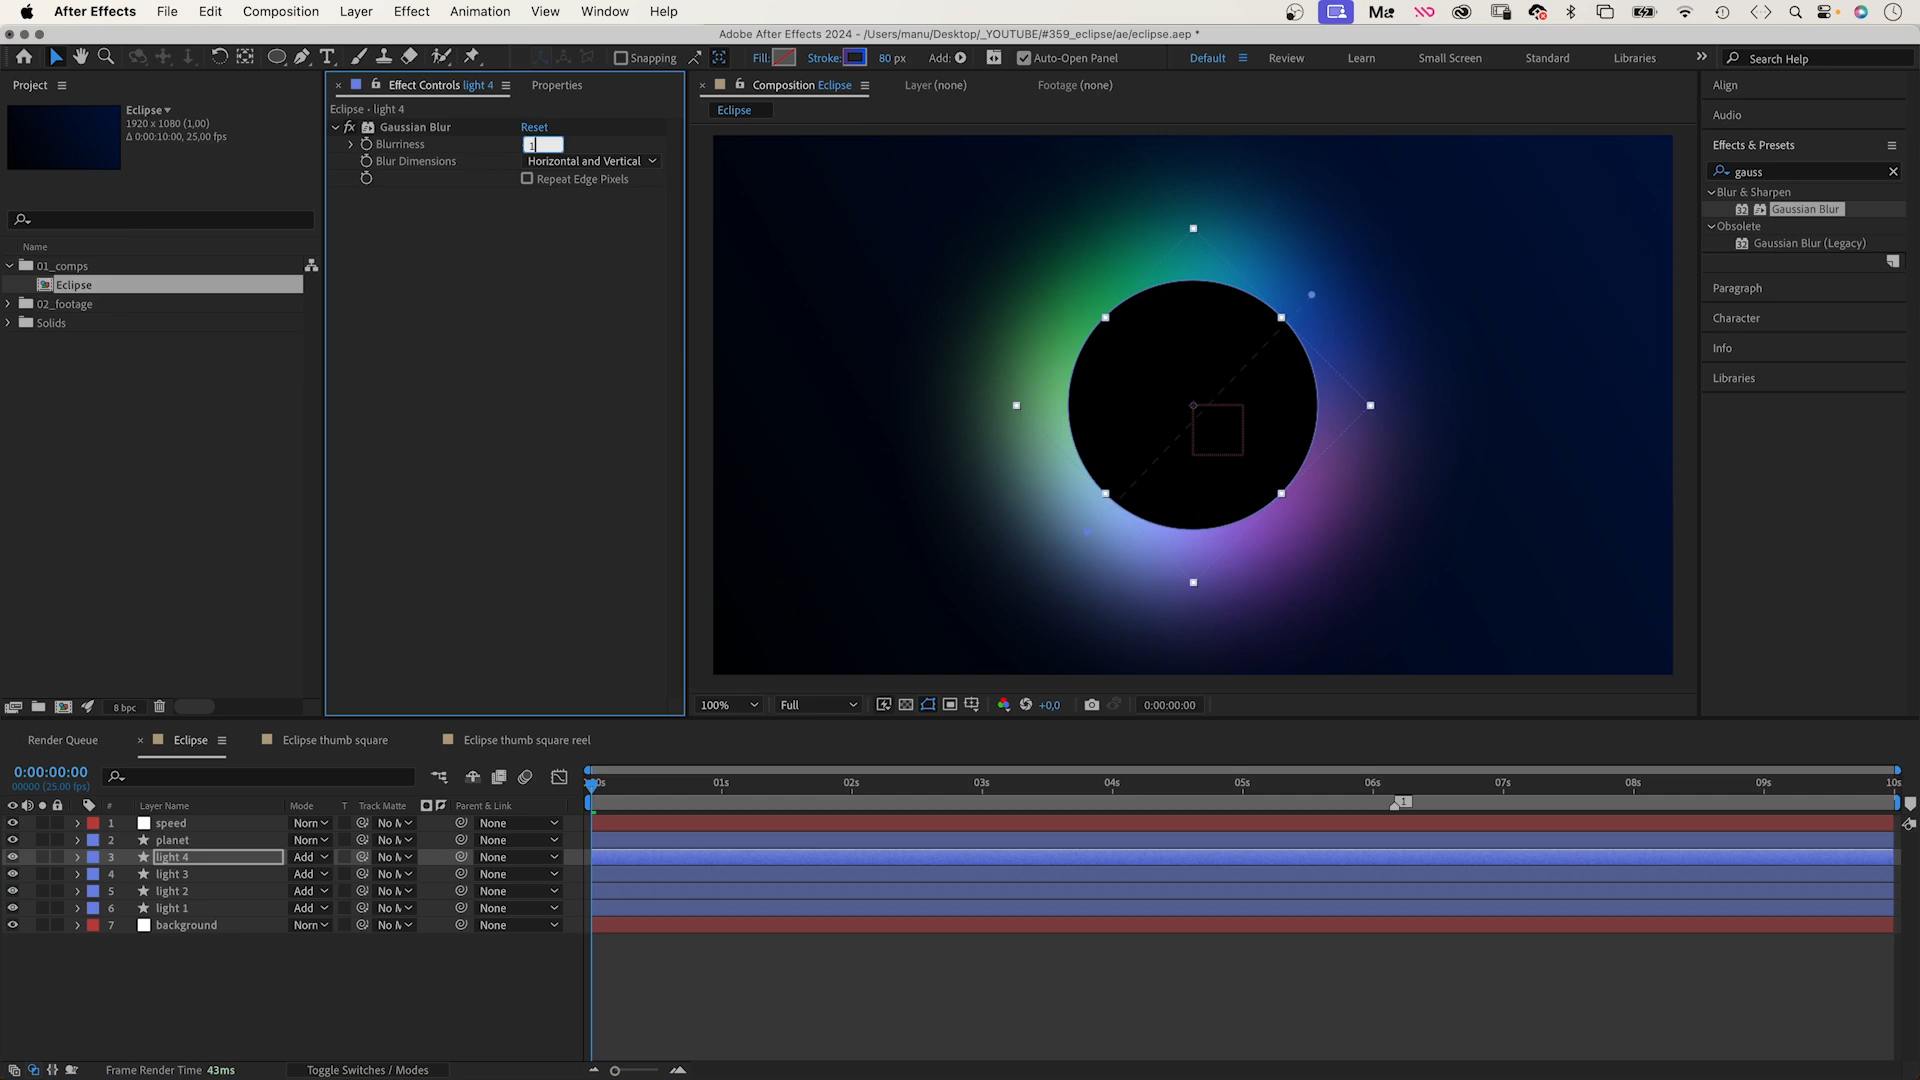 After Effects File Edit Composition Layer Effect Animation View Window Help
Adobe After Effects 2024 - /Users/manu/Desktop/_YOUTUBE/#359_eclipse/ae/eclipse.aep *
Snapping Fill: Stroke: 80 px Add: Auto-Open Panel Default Review Learn Small Screen Standard Libraries Search Help
Project
Eclipse
1920 x 1080 (1,00)
Δ 0:00:10:00, 25,00 fps
Name
01_comps
Eclipse
02_footage
Solids
8 bpc
Effect Controls light 4 Properties
Eclipse • light 4
fx Gaussian Blur Reset
Blurriness 1
Blur Dimensions Horizontal and Vertical
Repeat Edge Pixels
Composition Eclipse Layer (none) Footage (none)
Eclipse
100% Full +0,0 0:00:00:00
Align
Audio
Effects & Presets
gauss
Blur & Sharpen
32 Gaussian Blur
Obsolete
32 Gaussian Blur (Legacy)
Paragraph
Character
Info
Libraries
Render Queue Eclipse Eclipse thumb square Eclipse thumb square reel
0:00:00:00
00000 (25.00 fps)
01s 02s 03s 04s 05s 06s 07s 08s 09s 10s
1
# Layer Name Mode T Track Matte Parent & Link
1 speed Norn No M None
2 planet Norn No M None
3 light 4 Add No M None
4 light 3 Add No M None
5 light 2 Add No M None
6 light 1 Add No M None
7 background Norn No M None
Frame Render Time 43ms Toggle Switches / Modes